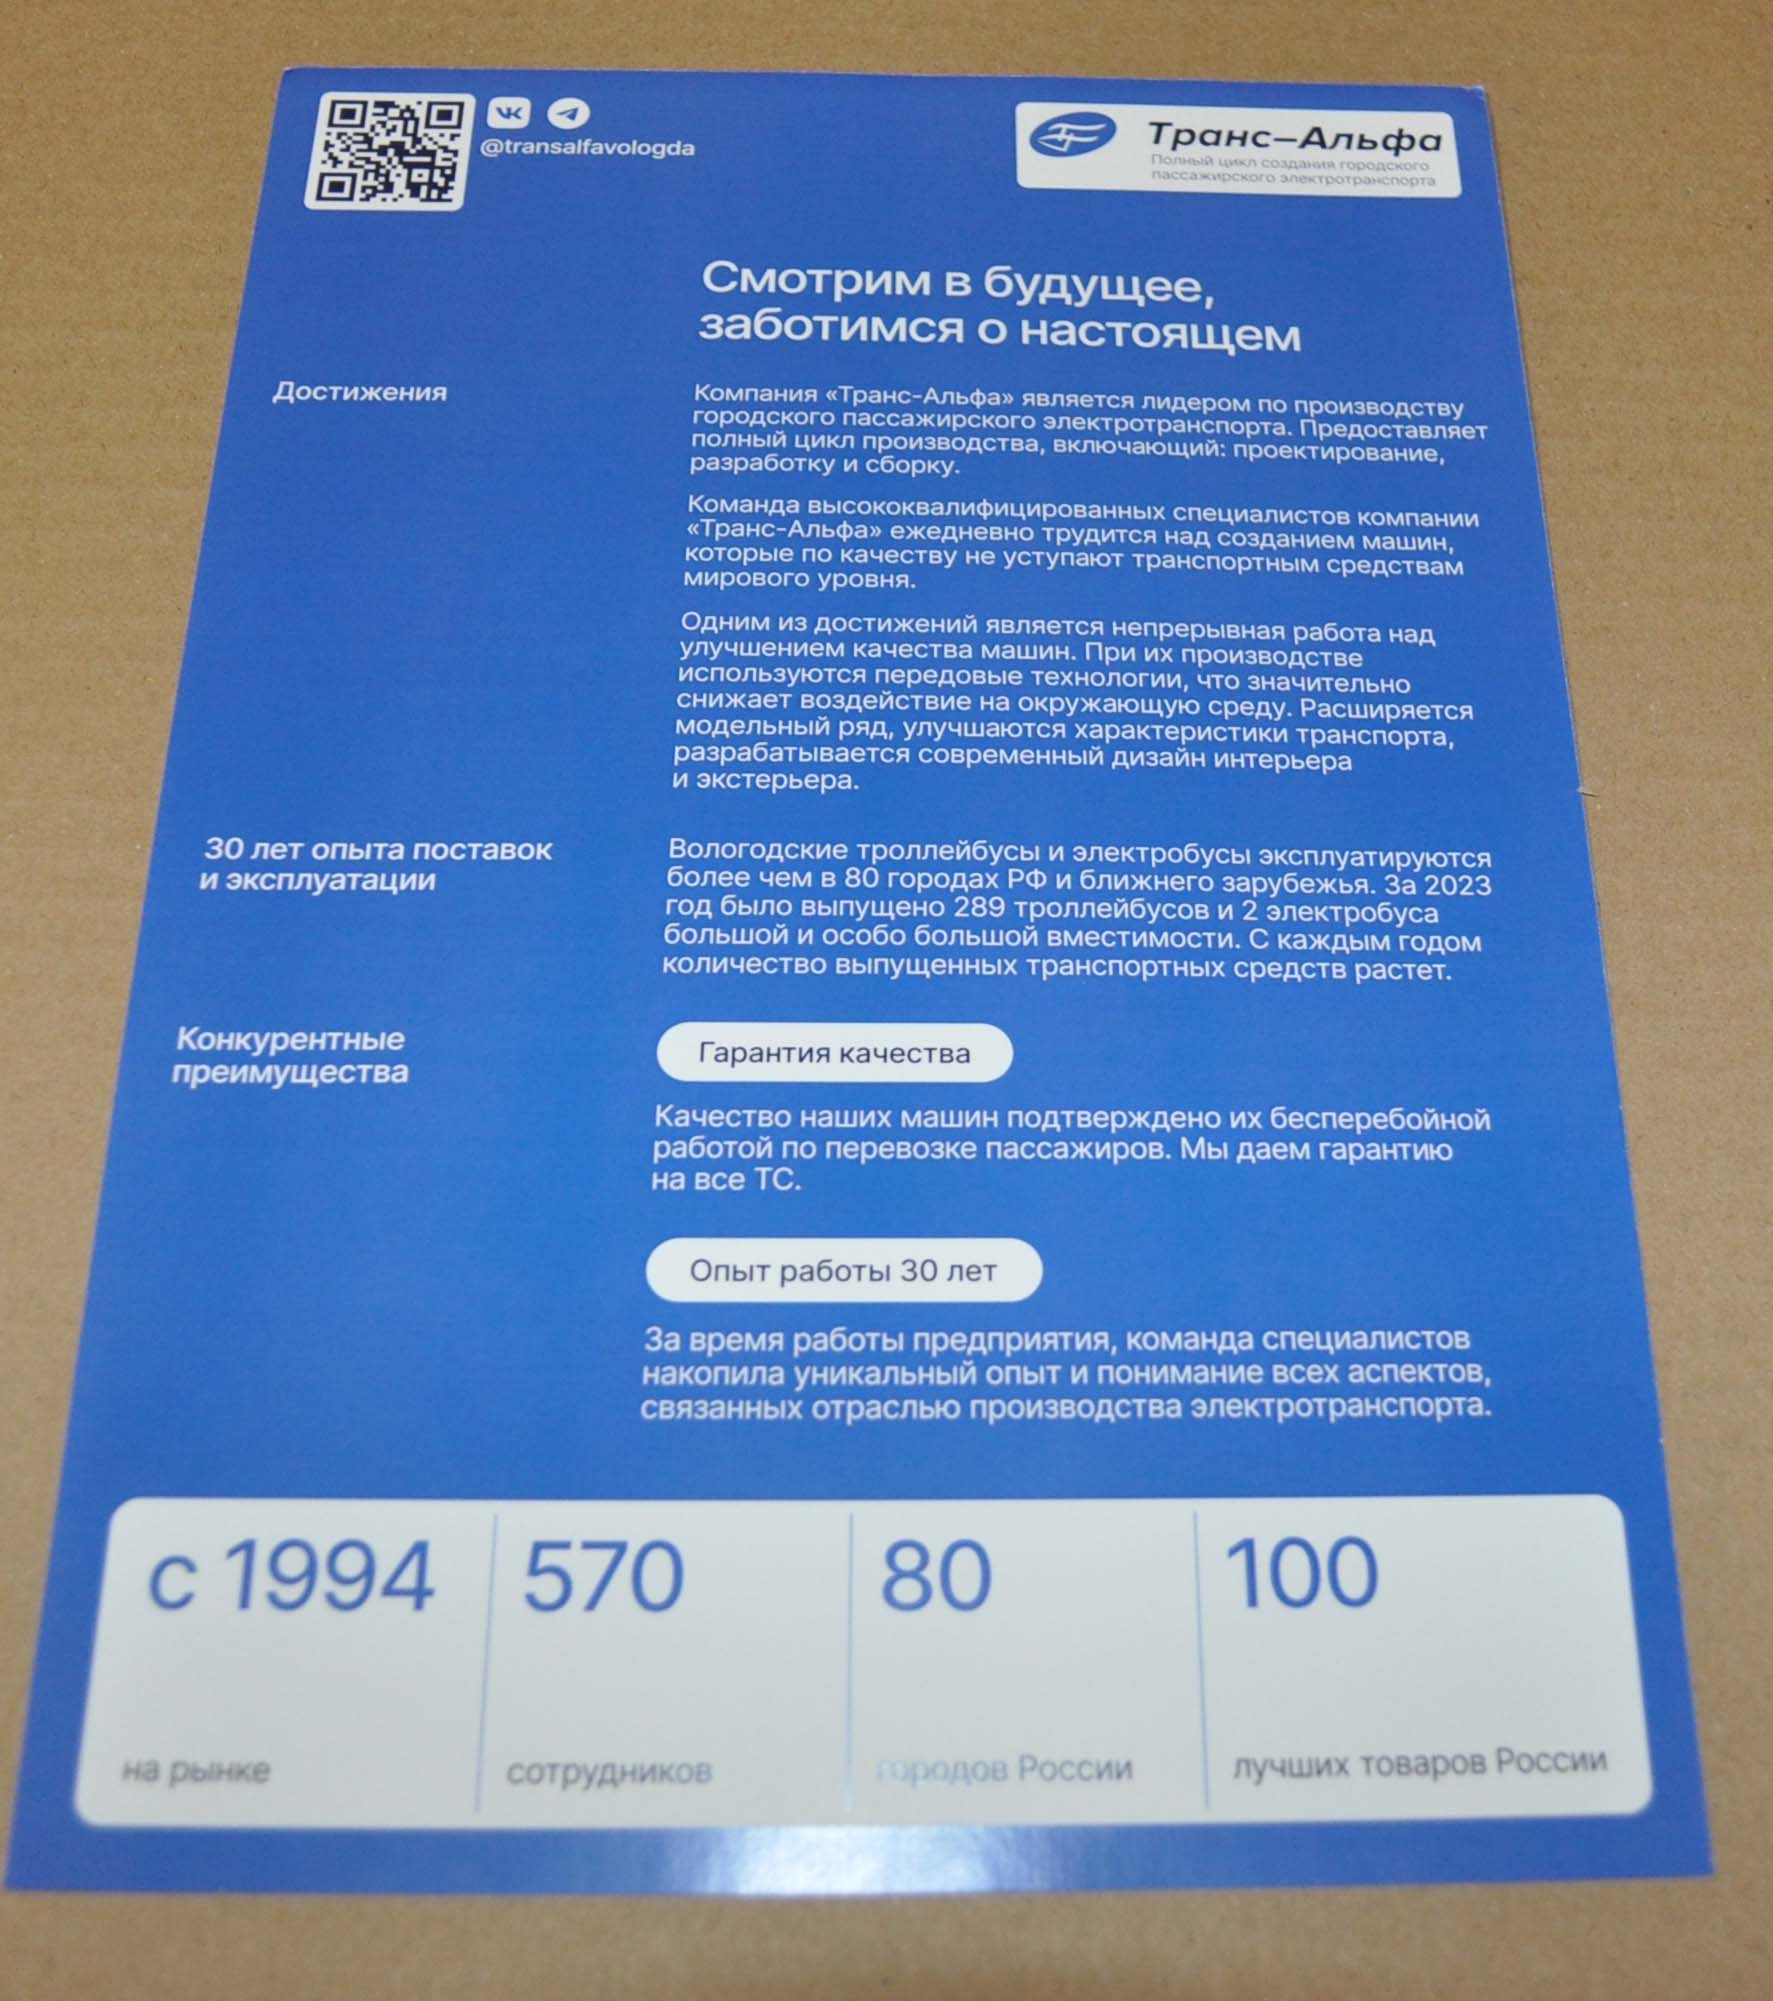 @transalfavologda
Транс–Альфа
Полный цикл создания городского
пассажирского электротранспорта
Смотрим в будущее,
заботимся о настоящем
Достижения
Компания «Транс-Альфа» является лидером по производству
городского пассажирского электротранспорта. Предоставляет
полный цикл производства, включающий: проектирование,
разработку и сборку.
Команда высококвалифицированных специалистов компании
«Транс-Альфа» ежедневно трудится над созданием машин,
которые по качеству не уступают транспортным средствам
мирового уровня.
Одним из достижений является непрерывная работа над
улучшением качества машин. При их производстве
используются передовые технологии, что значительно
снижает воздействие на окружающую среду. Расширяется
модельный ряд, улучшаются характеристики транспорта,
разрабатывается современный дизайн интерьера
и экстерьера.
30 лет опыта поставок
и эксплуатации
Вологодские троллейбусы и электробусы эксплуатируются
более чем в 80 городах РФ и ближнего зарубежья. За 2023
год было выпущено 289 троллейбусов и 2 электробуса
большой и особо большой вместимости. С каждым годом
количество выпущенных транспортных средств растет.
Конкурентные
преимущества
Гарантия качества
Качество наших машин подтверждено их бесперебойной
работой по перевозке пассажиров. Мы даем гарантию
на все ТС.
Опыт работы 30 лет
За время работы предприятия, команда специалистов
накопила уникальный опыт и понимание всех аспектов,
связанных отраслью производства электротранспорта.
с 1994
на рынке
570
сотрудников
80
городов России
100
лучших товаров России